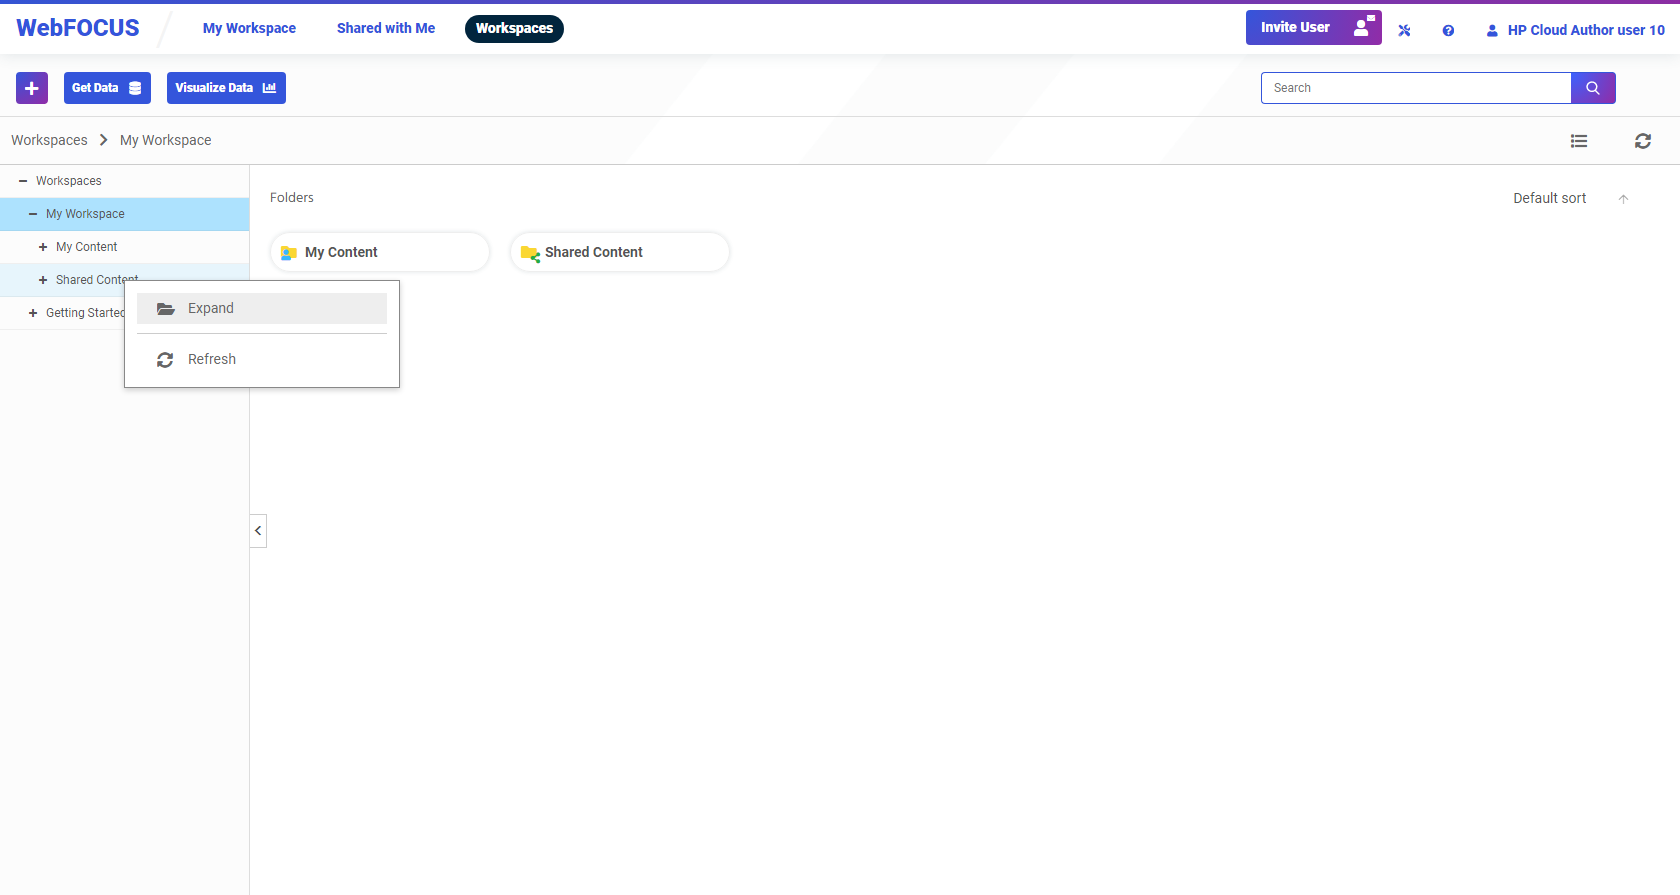 WebFOCUS
My Workspace
Shared with Me
Workspaces
Invite User
HP Cloud Author user 10
Get Data
Visualize Data
Search
Workspaces
My Workspace
Workspaces
My Workspace
My Content
Shared Content
Getting Started
Folders
Default sort
My Content
Shared Content
Expand
Refresh